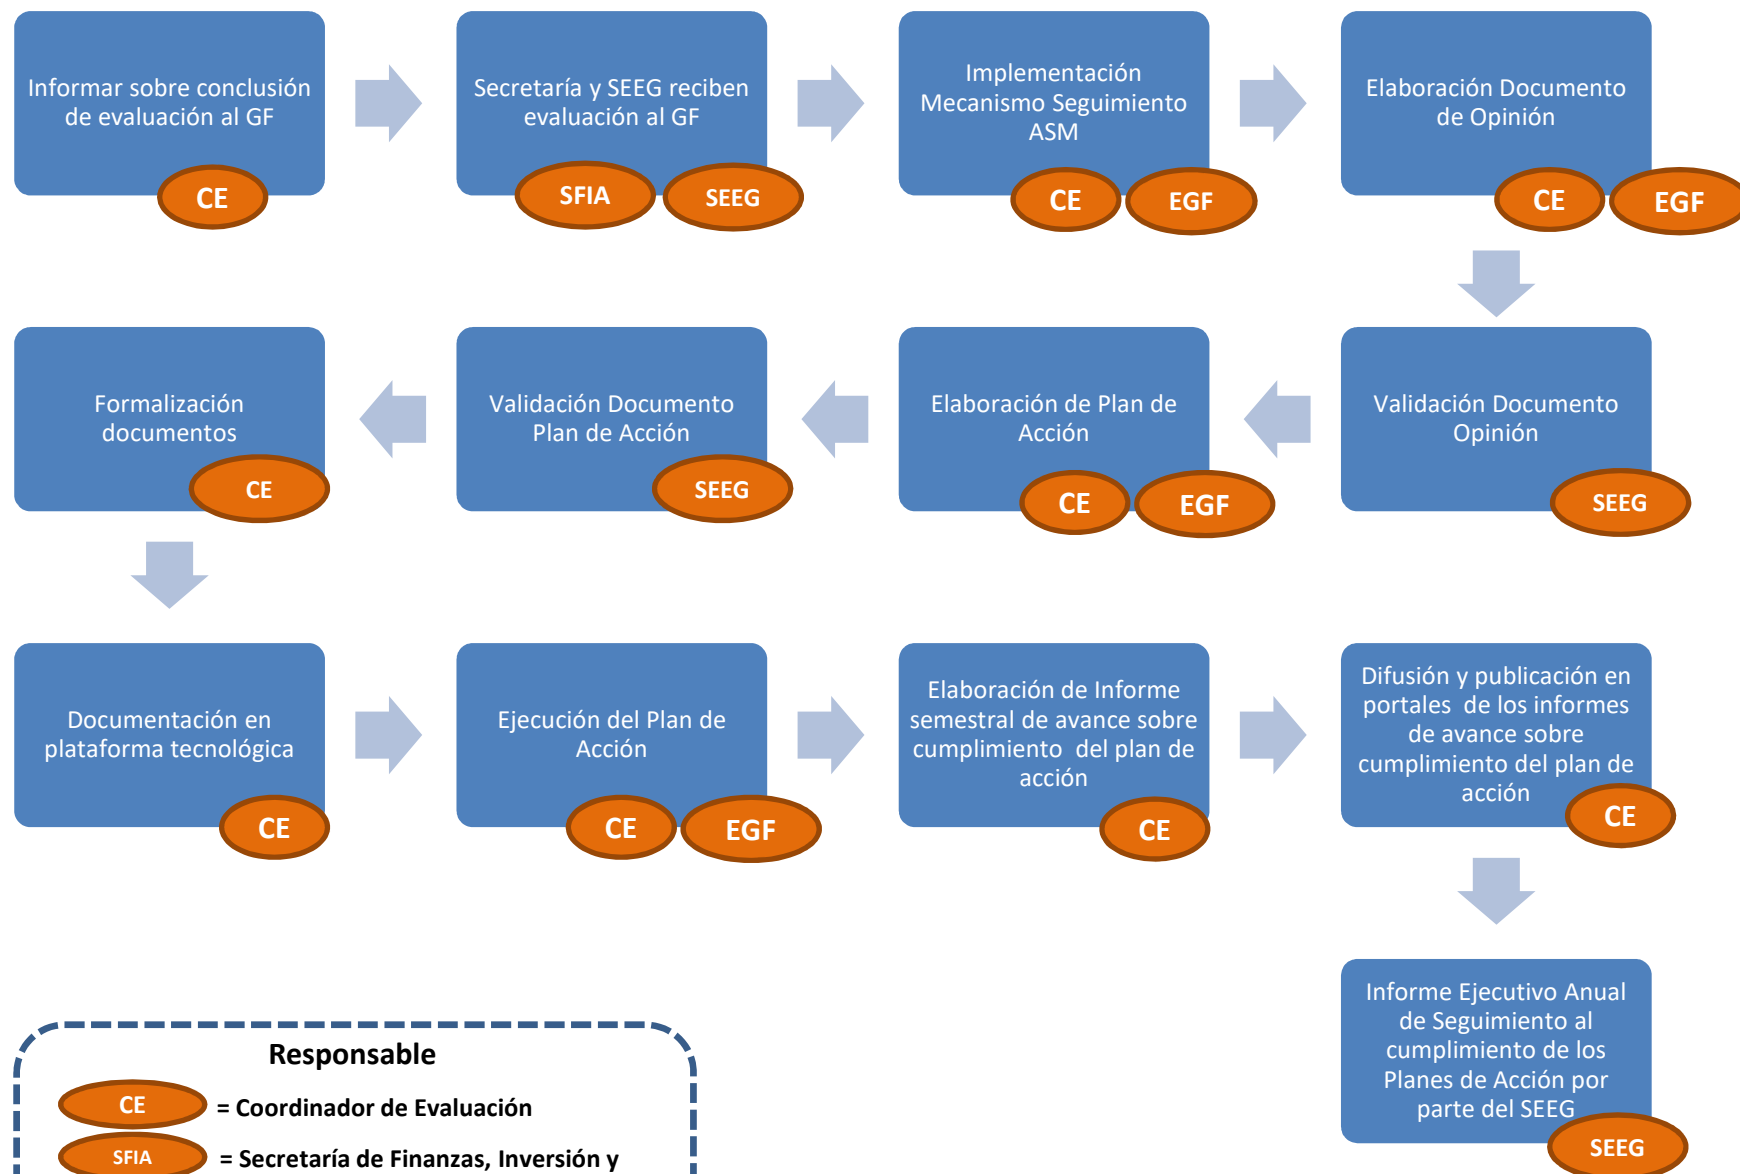 Informar sobre conclusión
de evaluación al GF
CE
Secretaría y SEEG reciben
evaluación al GF
SFIA
SEEG
Implementación
Mecanismo Seguimiento
ASM
CE
EGF
Elaboración Documento
de Opinión
CE
EGF
Validación Documento
Opinión
SEEG
Elaboración de Plan de
Acción
CE
EGF
Validación Documento
Plan de Acción
SEEG
Formalización
documentos
CE
Documentación en
plataforma tecnológica
CE
Ejecución del Plan de
Acción
CE
EGF
Elaboración de Informe
semestral de avance sobre
cumplimiento del plan de
acción
CE
Difusión y publicación en
portales de los informes
de avance sobre
cumplimiento del plan de
acción
CE
Informe Ejecutivo Anual
de Seguimiento al
cumplimiento de los
Planes de Acción por
parte del SEEG
SEEG
Responsable
CE = Coordinador de Evaluación
SFIA = Secretaría de Finanzas, Inversión y